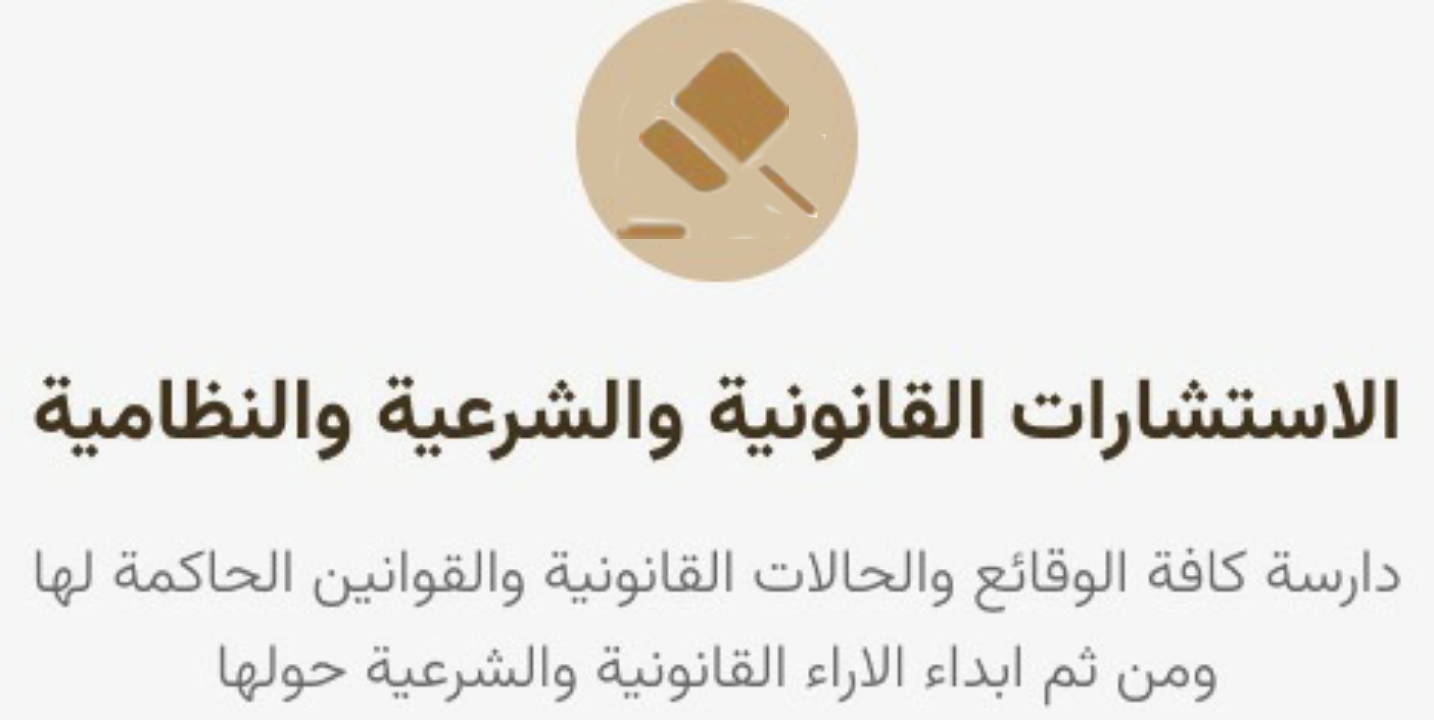 الاستشارات القانونية والشرعية والنظامية
دارسة كافة الوقائع والحالات القانونية والقوانين الحاكمة لها
ومن ثم ابداء الاراء القانونية والشرعية حولها